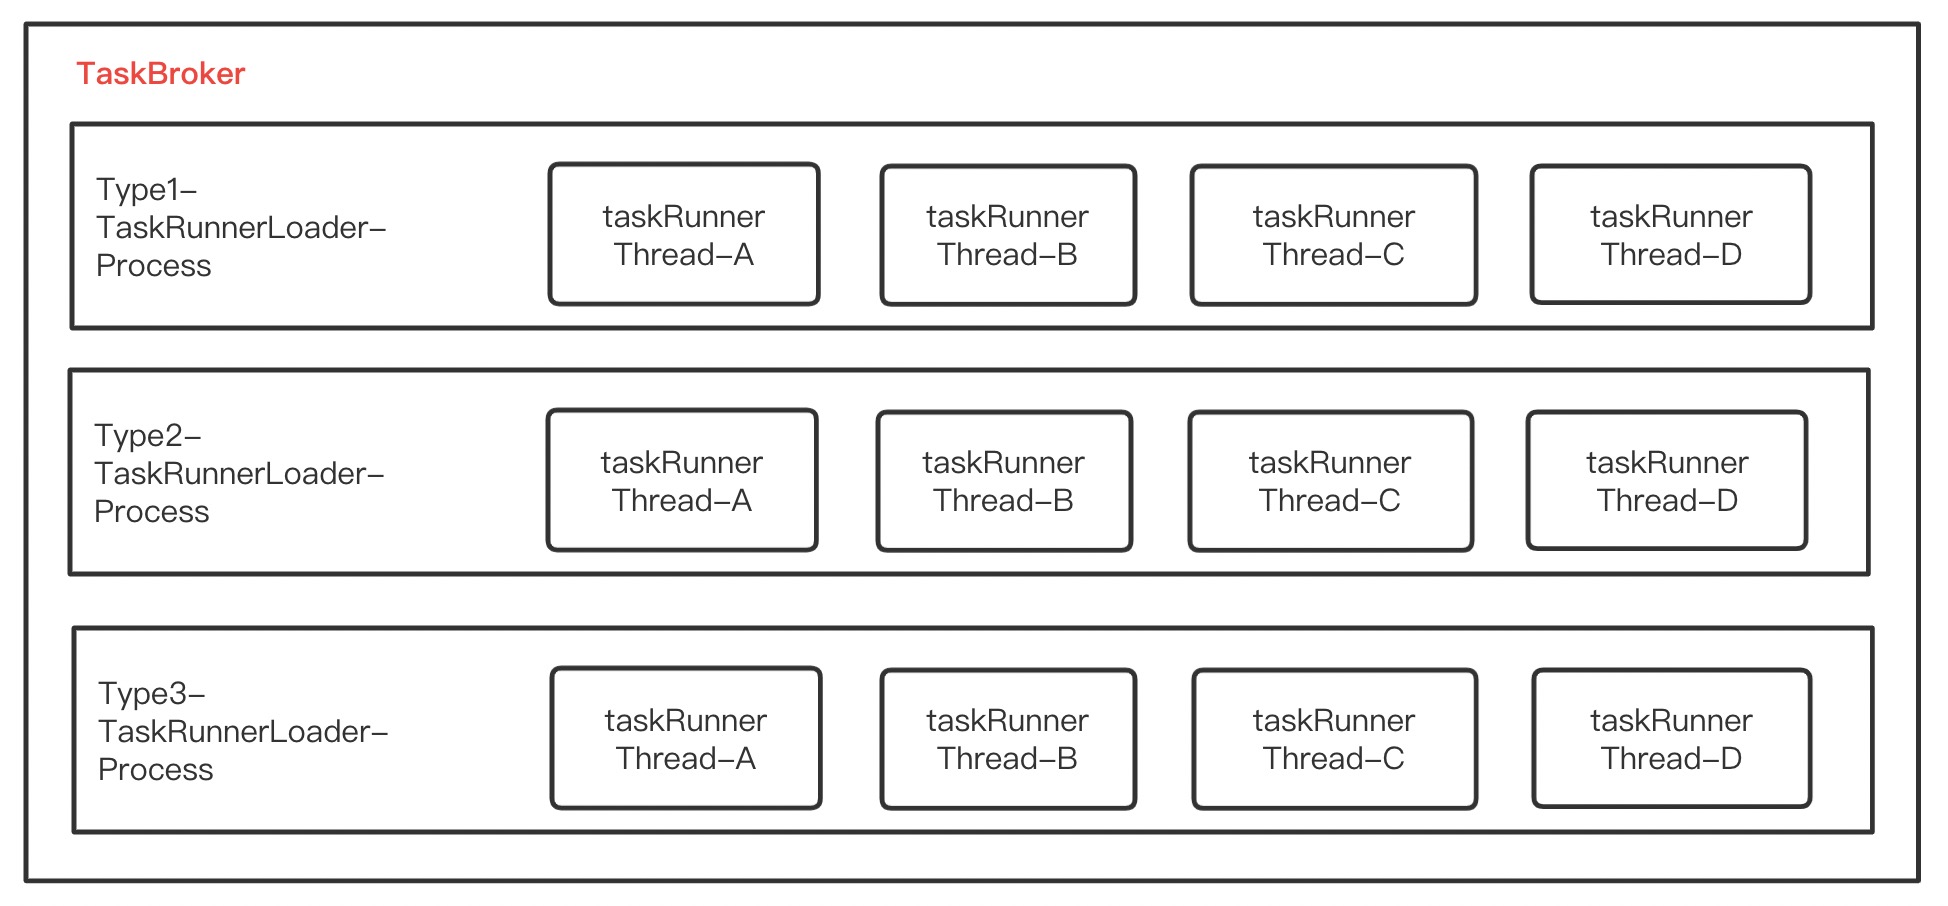 TaskBroker
Type1–
TaskRunnerLoader–
Process
taskRunner
Thread–A
taskRunner
Thread–B
taskRunner
Thread–C
taskRunner
Thread–D
Type2–
TaskRunnerLoader–
Process
taskRunner
Thread–A
taskRunner
Thread–B
taskRunner
Thread–C
taskRunner
Thread–D
Type3–
TaskRunnerLoader–
Process
taskRunner
Thread–A
taskRunner
Thread–B
taskRunner
Thread–C
taskRunner
Thread–D